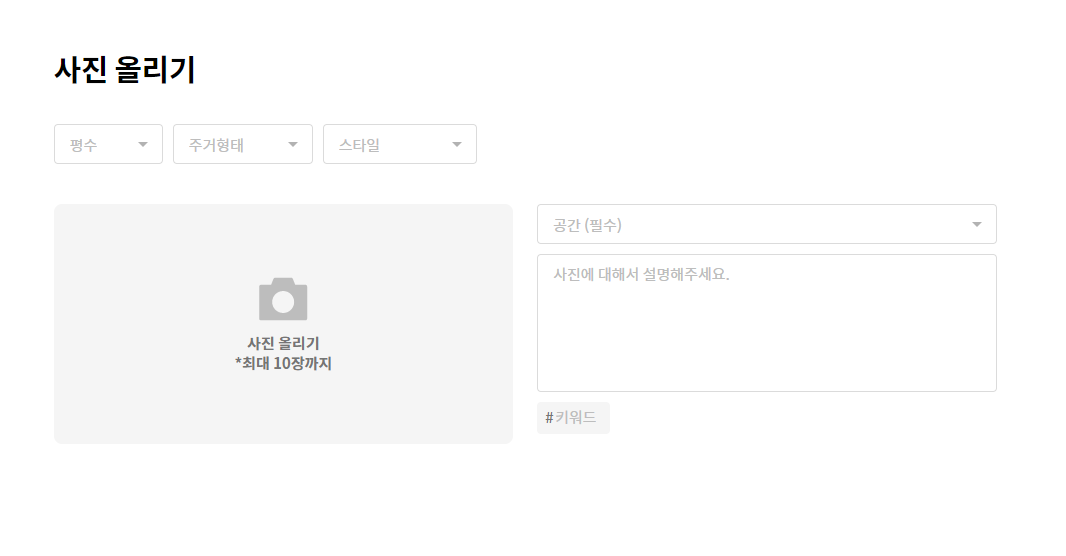 사진 올리기
평수 주거형태 스타일
공간 (필수)
사진에 대해서 설명해주세요.
사진 올리기
*최대 10장까지
#키워드